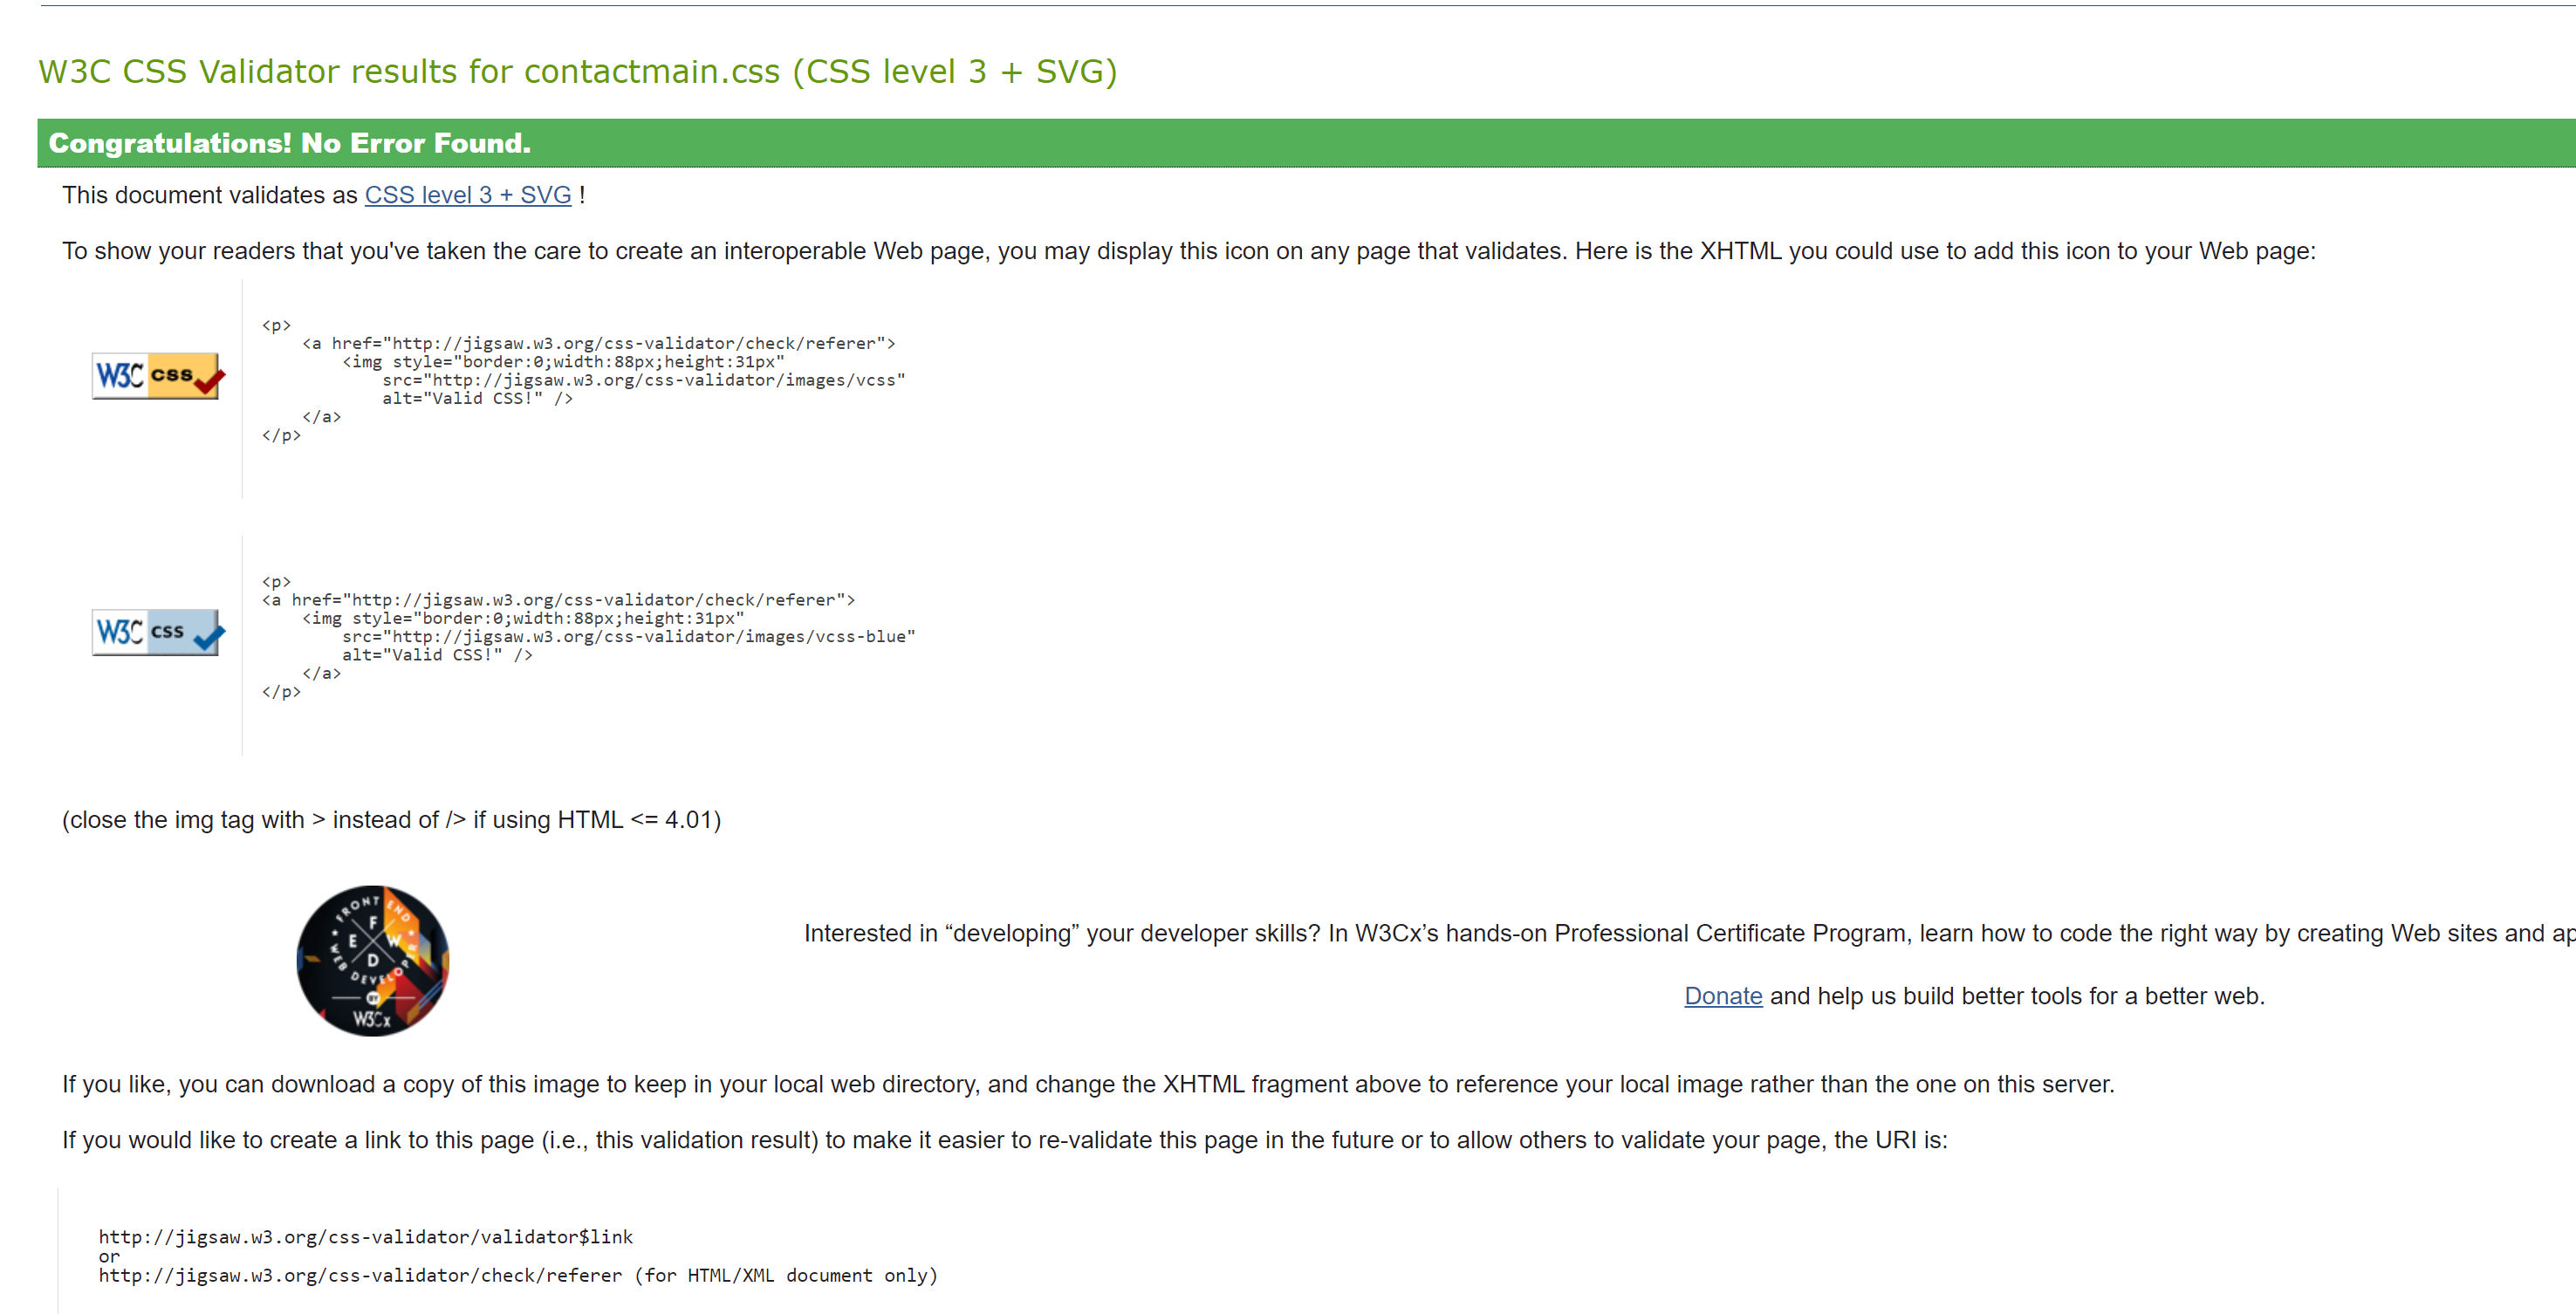 W3C CSS Validator results for contactmain.css (CSS level 3 + SVG)
Congratulations! No Error Found.
This document validates as CSS level 3 + SVG !
To show your readers that you've taken the care to create an interoperable Web page, you may display this icon on any page that validates. Here is the XHTML you could use to add this icon to your Web page:
W3C css
<p>
<a href="http://jigsaw.w3.org/css-validator/check/referer">
<img style="border:0;width:88px;height:31px"
src="http://jigsaw.w3.org/css-validator/images/vcss"
alt="Valid CSS!" />
</a>
</p>
W3C css
<p>
<a href="http://jigsaw.w3.org/css-validator/check/referer">
<img style="border:0;width:88px;height:31px"
src="http://jigsaw.w3.org/css-validator/images/vcss-blue"
alt="Valid CSS!" />
</a>
</p>
(close the img tag with > instead of /> if using HTML <= 4.01)
FRONT END
WEB DEVELOPER
F
E W
D
BY
W3Cx
Interested in “developing” your developer skills? In W3Cx’s hands-on Professional Certificate Program, learn how to code the right way by creating Web sites and ap
Donate and help us build better tools for a better web.
If you like, you can download a copy of this image to keep in your local web directory, and change the XHTML fragment above to reference your local image rather than the one on this server.
If you would like to create a link to this page (i.e., this validation result) to make it easier to re-validate this page in the future or to allow others to validate your page, the URI is:
http://jigsaw.w3.org/css-validator/validator$link
or
http://jigsaw.w3.org/css-validator/check/referer (for HTML/XML document only)